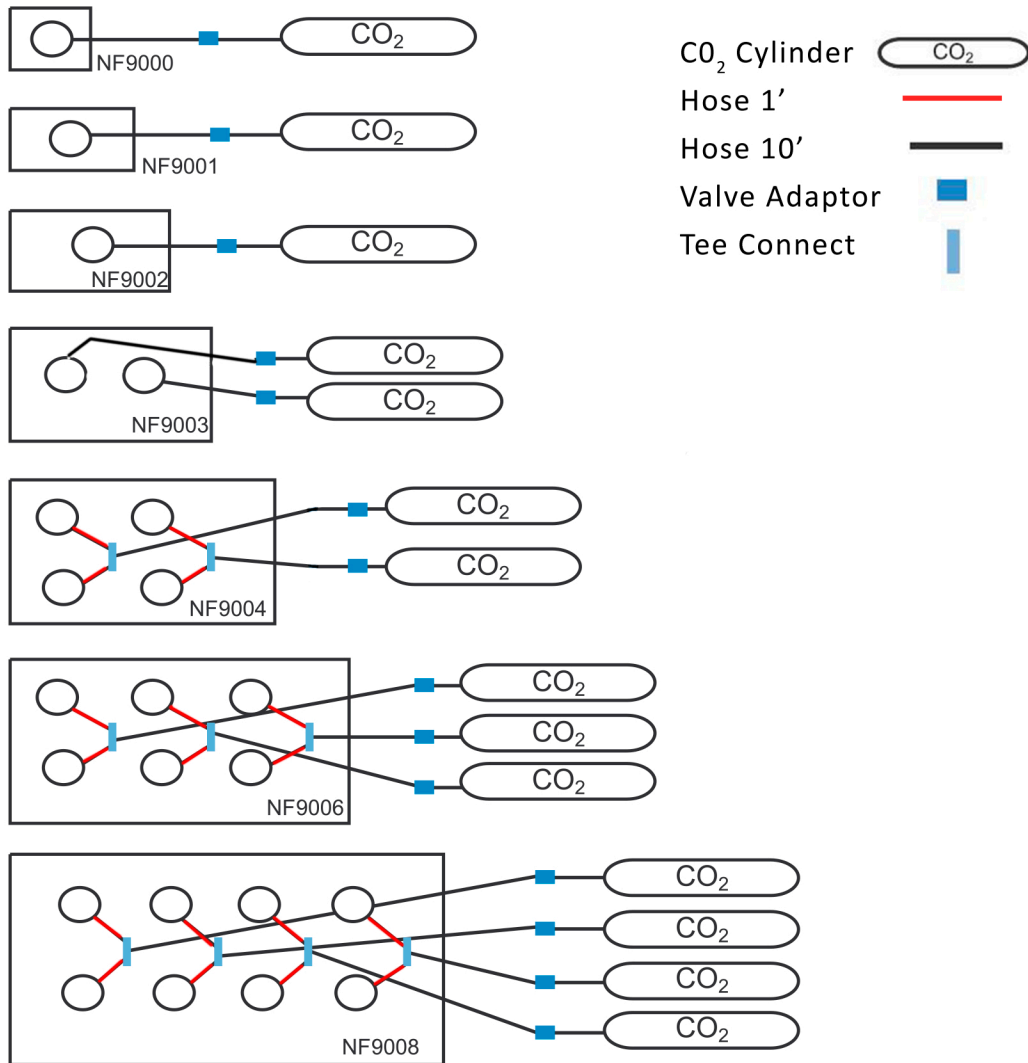 CO₂
NF9000
CO₂
NF9001
CO₂
NF9002
CO₂
CO₂
NF9003
CO₂
CO₂
NF9004
CO₂
CO₂
CO₂
NF9006
CO₂
CO₂
CO₂
CO₂
NF9008
C0₂ Cylinder CO₂
Hose 1’
Hose 10’
Valve Adaptor
Tee Connect